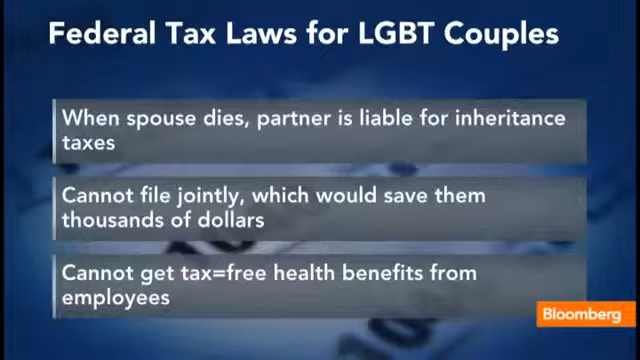 Federal Tax Laws for LGBT Couples
When spouse dies, partner is liable for inheritance
taxes
Cannot file jointly, which would save them
thousands of dollars
Cannot get tax=free health benefits from
employees
Bloomberg